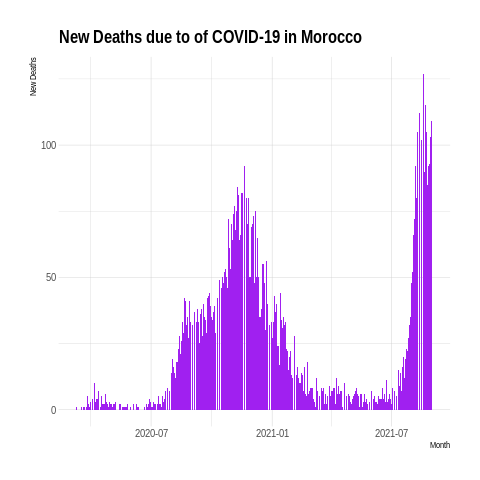 New Deaths due to of COVID-19 in Morocco
New Deaths
100
50
0
2020-07
2021-01
2021-07
Month